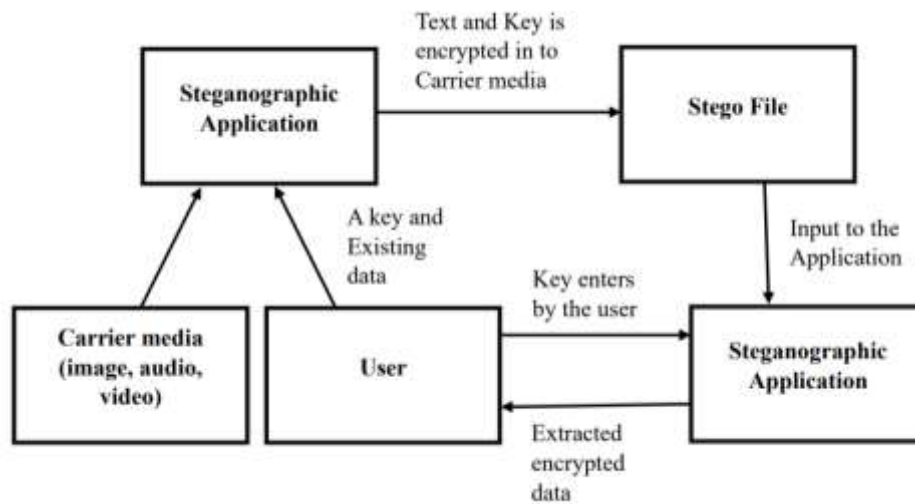 Text and Key is
encrypted in to
Carrier media
Steganographic
Application
Stego File
A key and
Existing
data
Input to the
Application
Key enters
by the user
Carrier media
(image, audio,
video)
User
Steganographic
Application
Extracted
encrypted
data